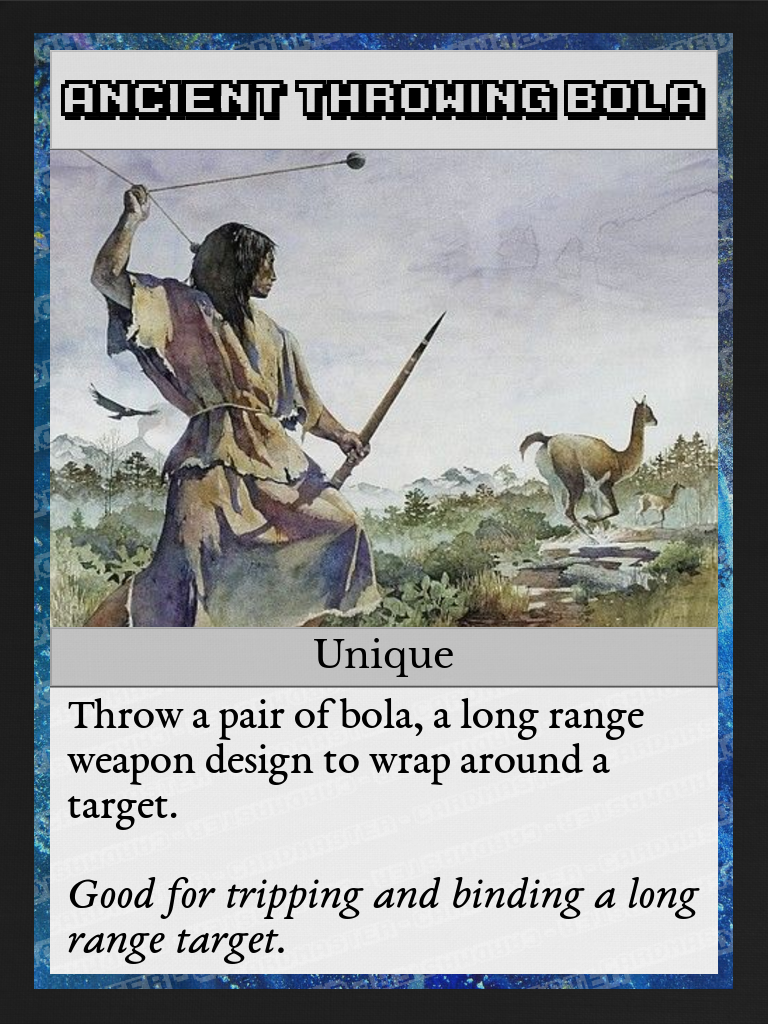 ANCIENT THROWING BOLA
Unique
Throw a pair of bola, a long range
weapon design to wrap around a
target.
Good for tripping and binding a long
range target.